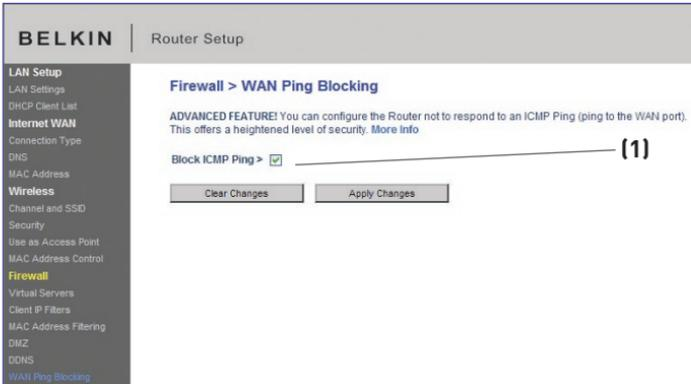 BELKIN
Router Setup
LAN Setup
LAN Settings
DHCP Client List
Internet WAN
Connection Type
DNS
MAC Address
Wireless
Channel and SSID
Security
Use as Access Point
MAC Address Control
Firewall
Virtual Servers
Client IP Filters
MAC Address Filtering
DMZ
DDNS
WAN Ping Blocking
Firewall > WAN Ping Blocking
ADVANCED FEATURE! You can configure the Router not to respond to an ICMP Ping (ping to the WAN port).
This offers a heightened level of security. More Info
Block ICMP Ping >
(1)
Clear Changes
Apply Changes